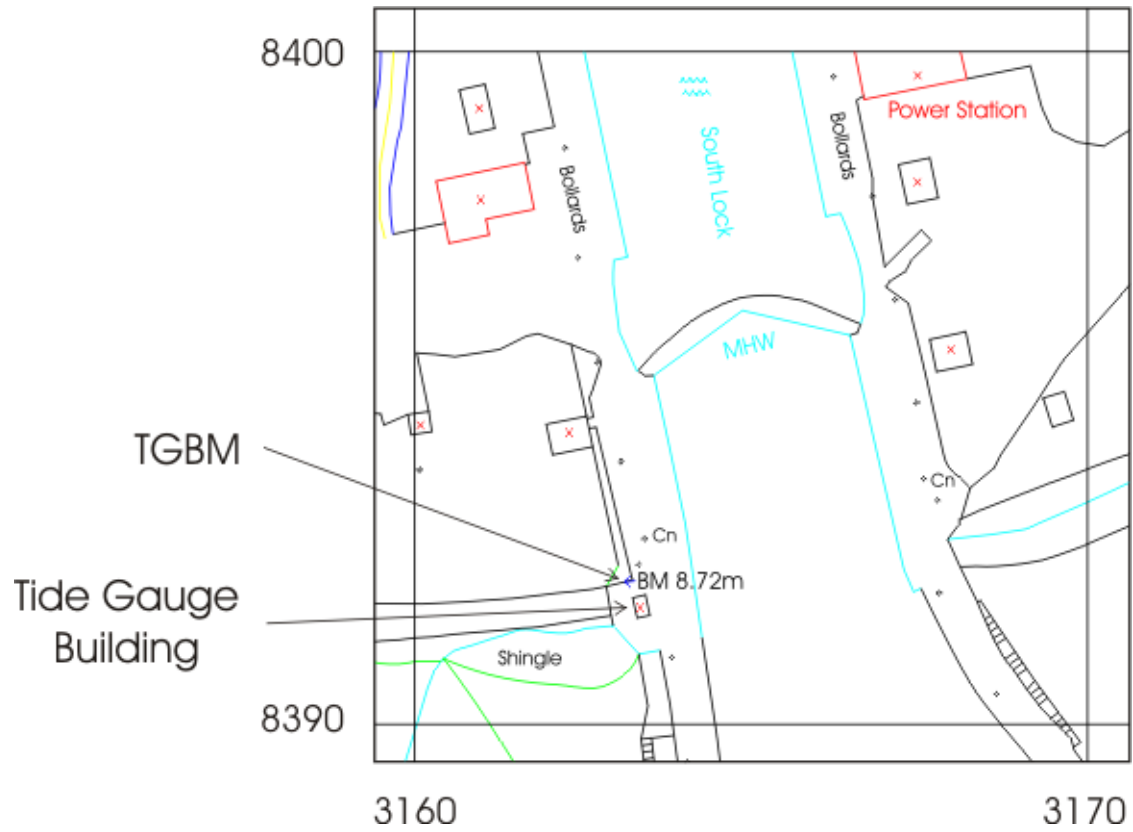 8400
Power Station
Bollards
Bollards
South Lock
MHW
TGBM
Cn
Cn
BM 8.72m
Tide Gauge
Building
Shingle
8390
3160
3170